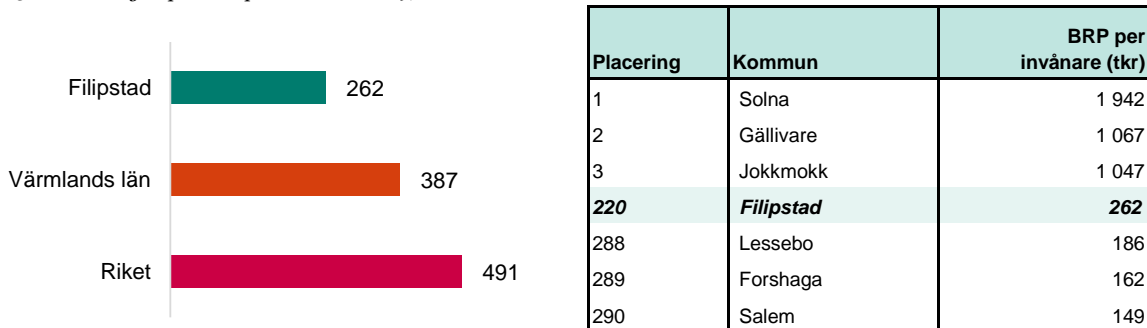 Filipstad 262
Värmlands län 387
Riket 491
BRP per
Placering Kommun invånare (tkr)
1 Solna 1 942
2 Gällivare 1 067
3 Jokkmokk 1 047
220 Filipstad 262
288 Lessebo 186
289 Forshaga 162
290 Salem 149